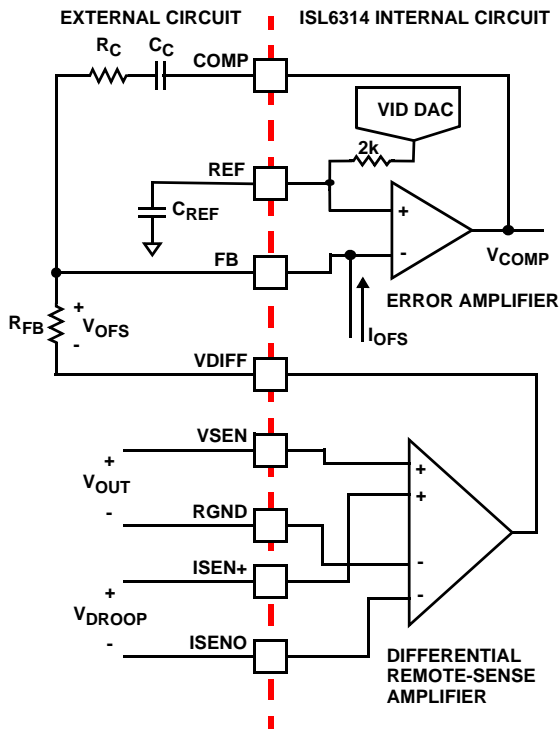 EXTERNAL CIRCUIT
ISL6314 INTERNAL CIRCUIT
RC
CC
COMP
VID DAC
2k
REF
CREF
+
-
VCOMP
ERROR AMPLIFIER
FB
IOFS
RFB
+
VOFS
-
VDIFF
VSEN
+
VOUT
-
RGND
+
+
-
-
ISEN+
+
VDROOP
-
ISENO
DIFFERENTIAL
REMOTE-SENSE
AMPLIFIER